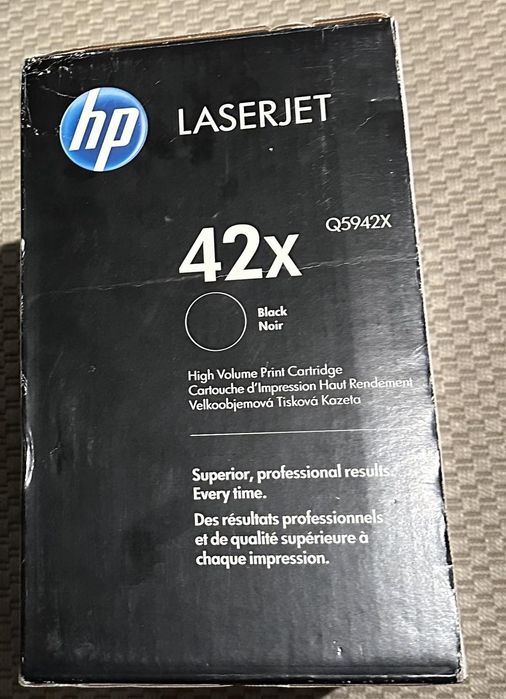 hp
LASERJET
Q5942X
42x
Black
Noir
High Volume Print Cartridge
Cartouche d'Impression Haut Rendement
Velkoobjemová Tisková Kazeta
Superior, professional results.
Every time.
Des résultats professionnels
et de qualité supérieure à
chaque impression.